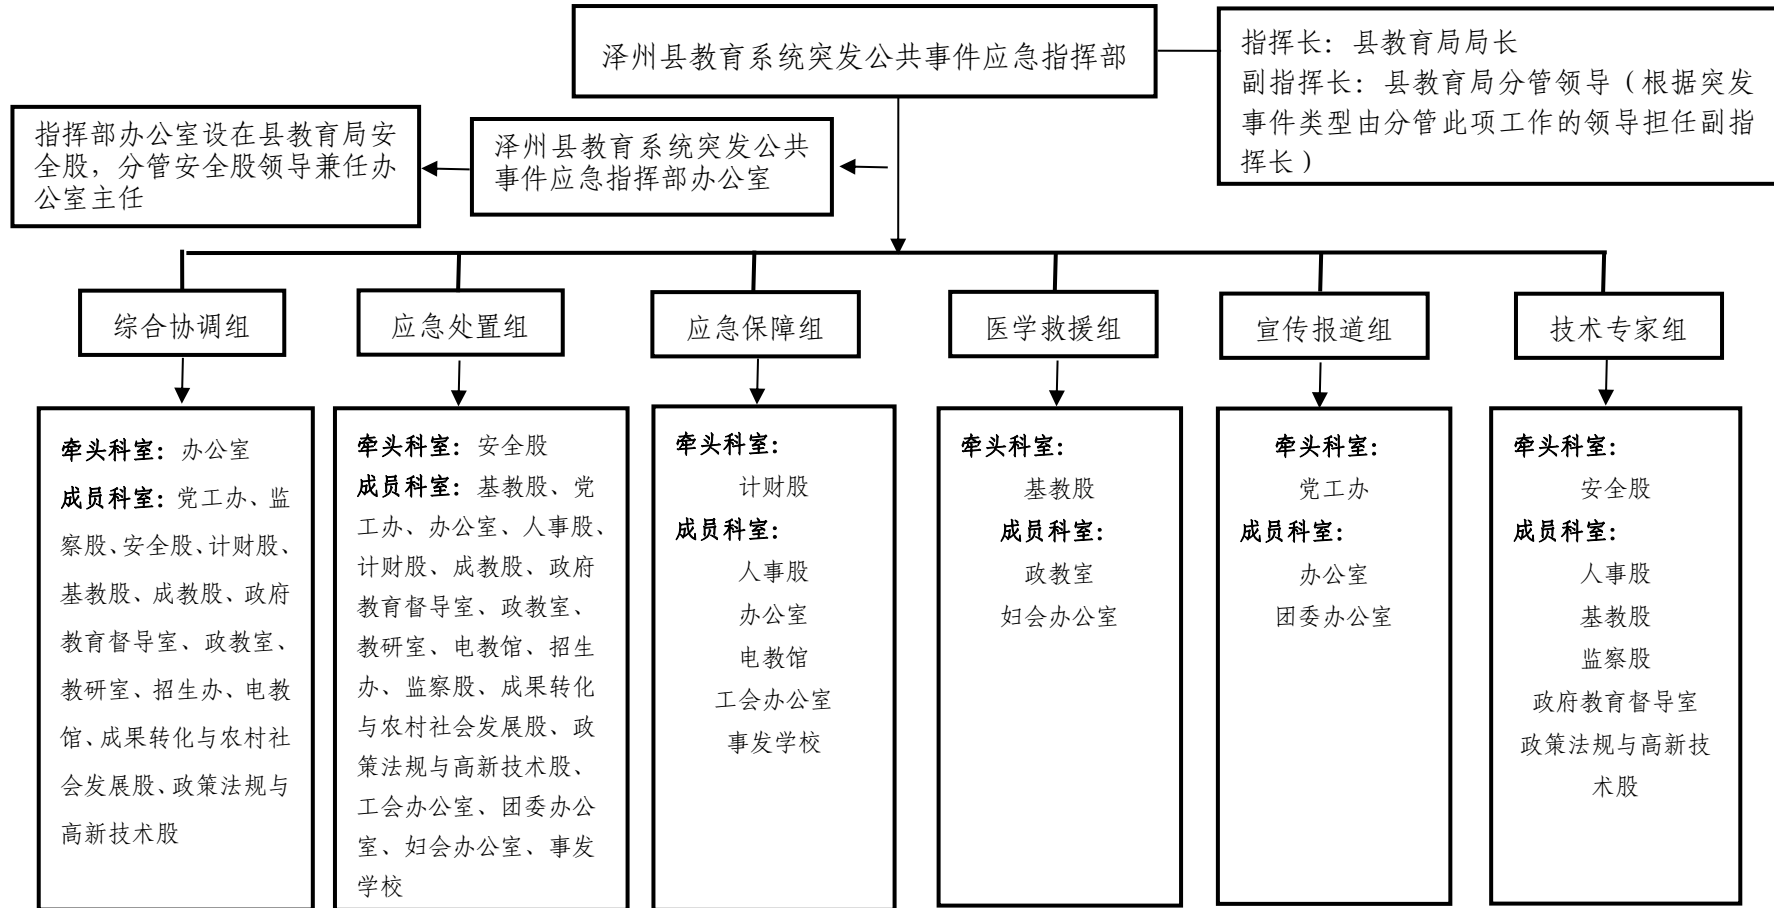 泽州县教育系统突发公共事件应急指挥部
指挥长：县教育局局长
副指挥长：县教育局分管领导（根据突发
事件类型由分管此项工作的领导担任副指
挥长）
指挥部办公室设在县教育局安
全股，分管安全股领导兼任办
公室主任
泽州县教育系统突发公共
事件应急指挥部办公室
综合协调组
应急处置组
应急保障组
医学救援组
宣传报道组
技术专家组
牵头科室：办公室
成员科室：党工办、监
察股、安全股、计财股、
基教股、成教股、政府
教育督导室、政教室、
教研室、招生办、电教
馆、成果转化与农村社
会发展股、政策法规与
高新技术股
牵头科室：安全股
成员科室：基教股、党
工办、办公室、人事股、
计财股、成教股、政府
教育督导室、政教室、
教研室、电教馆、招生
办、监察股、成果转化
与农村社会发展股、政
策法规与高新技术股、
工会办公室、团委办公
室、妇会办公室、事发
学校
牵头科室：
计财股
成员科室：
人事股
办公室
电教馆
工会办公室
事发学校
牵头科室：
基教股
成员科室：
政教室
妇会办公室
牵头科室：
党工办
成员科室：
办公室
团委办公室
牵头科室：
安全股
成员科室：
人事股
基教股
监察股
政府教育督导室
政策法规与高新技
术股